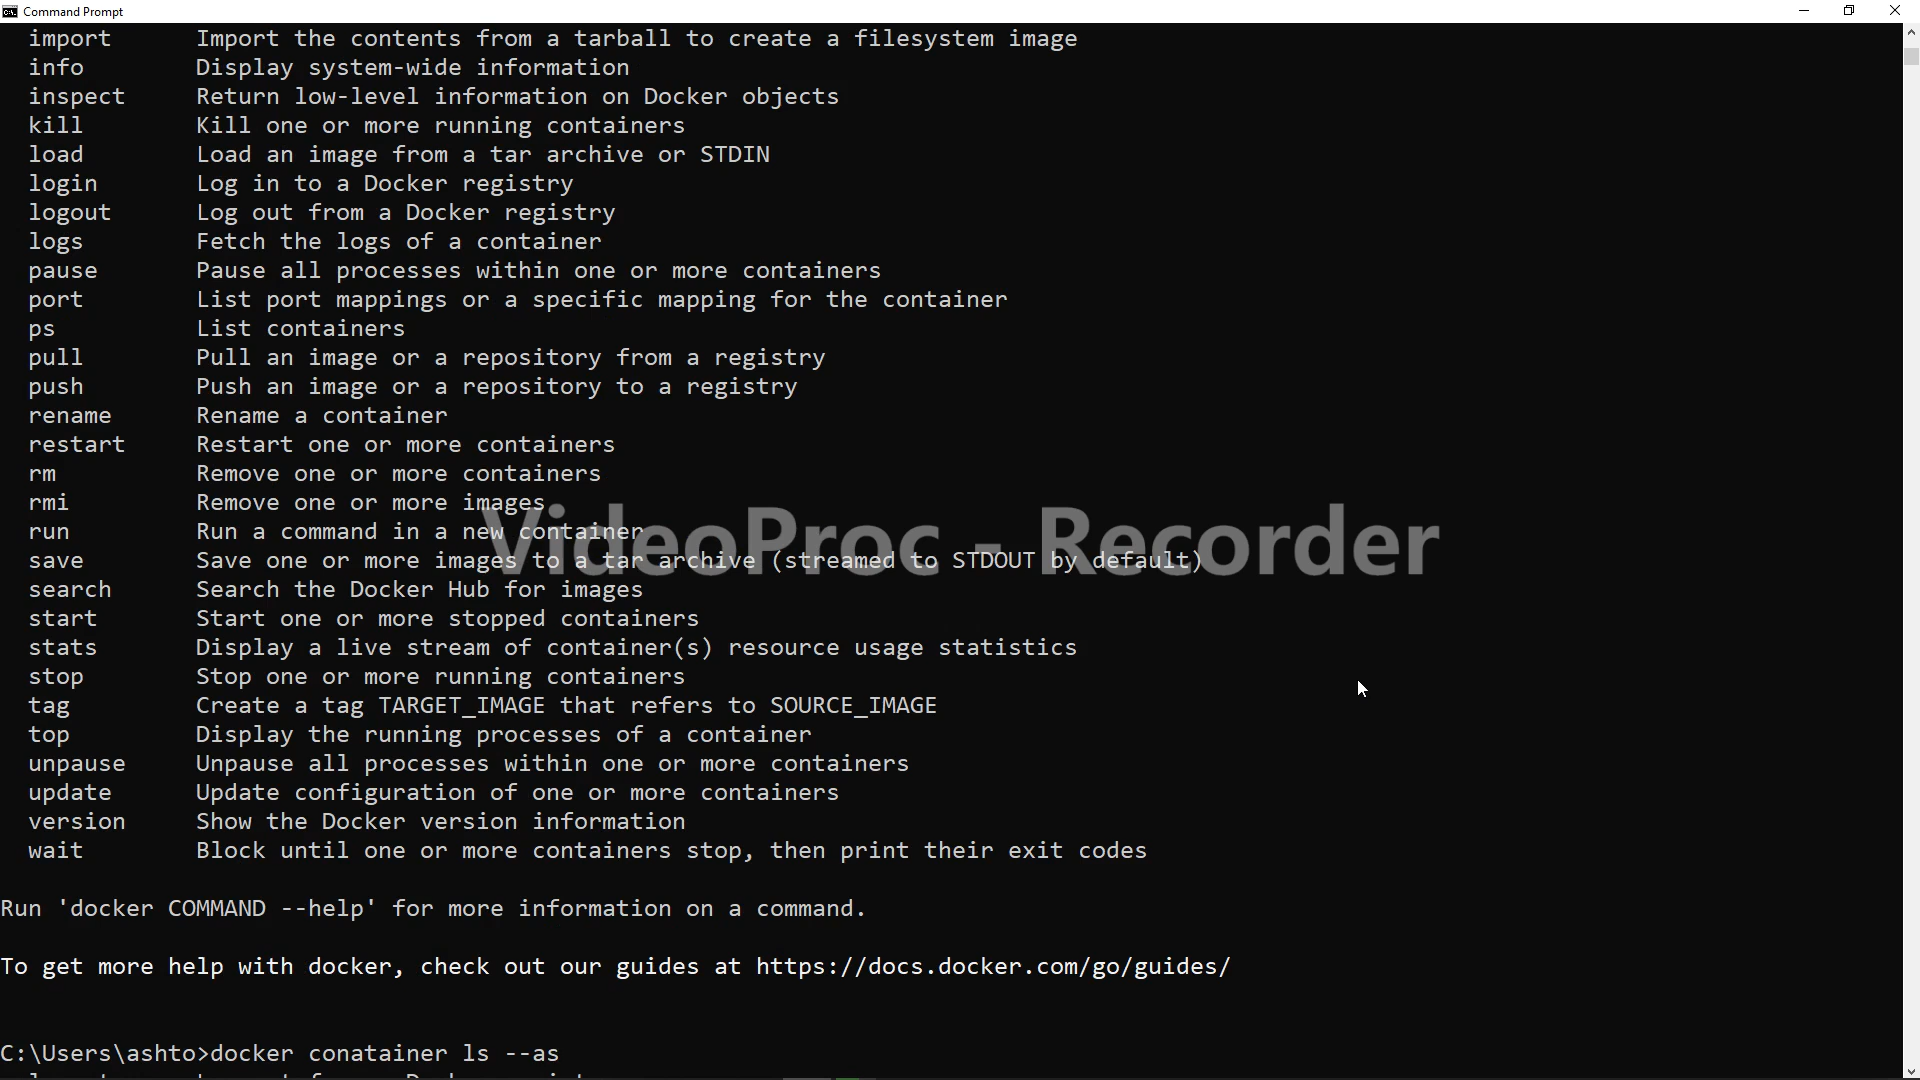 Command Prompt
import Import the contents from a tarball to create a filesystem image
info Display system-wide information
inspect Return low-level information on Docker objects
kill Kill one or more running containers
load Load an image from a tar archive or STDIN
login Log in to a Docker registry
logout Log out from a Docker registry
logs Fetch the logs of a container
pause Pause all processes within one or more containers
port List port mappings or a specific mapping for the container
ps List containers
pull Pull an image or a repository from a registry
push Push an image or a repository to a registry
rename Rename a container
restart Restart one or more containers
rm Remove one or more containers
rmi Remove one or more images
run Run a command in a new container
VideoProc - Recorder
save Save one or more images to a tar archive (streamed to STDOUT by default)
search Search the Docker Hub for images
start Start one or more stopped containers
stats Display a live stream of container(s) resource usage statistics
stop Stop one or more running containers
tag Create a tag TARGET_IMAGE that refers to SOURCE_IMAGE
top Display the running processes of a container
unpause Unpause all processes within one or more containers
update Update configuration of one or more containers
version Show the Docker version information
wait Block until one or more containers stop, then print their exit codes
Run 'docker COMMAND --help' for more information on a command.
To get more help with docker, check out our guides at https://docs.docker.com/go/guides/
C:\Users\ashto>docker conatainer ls --as